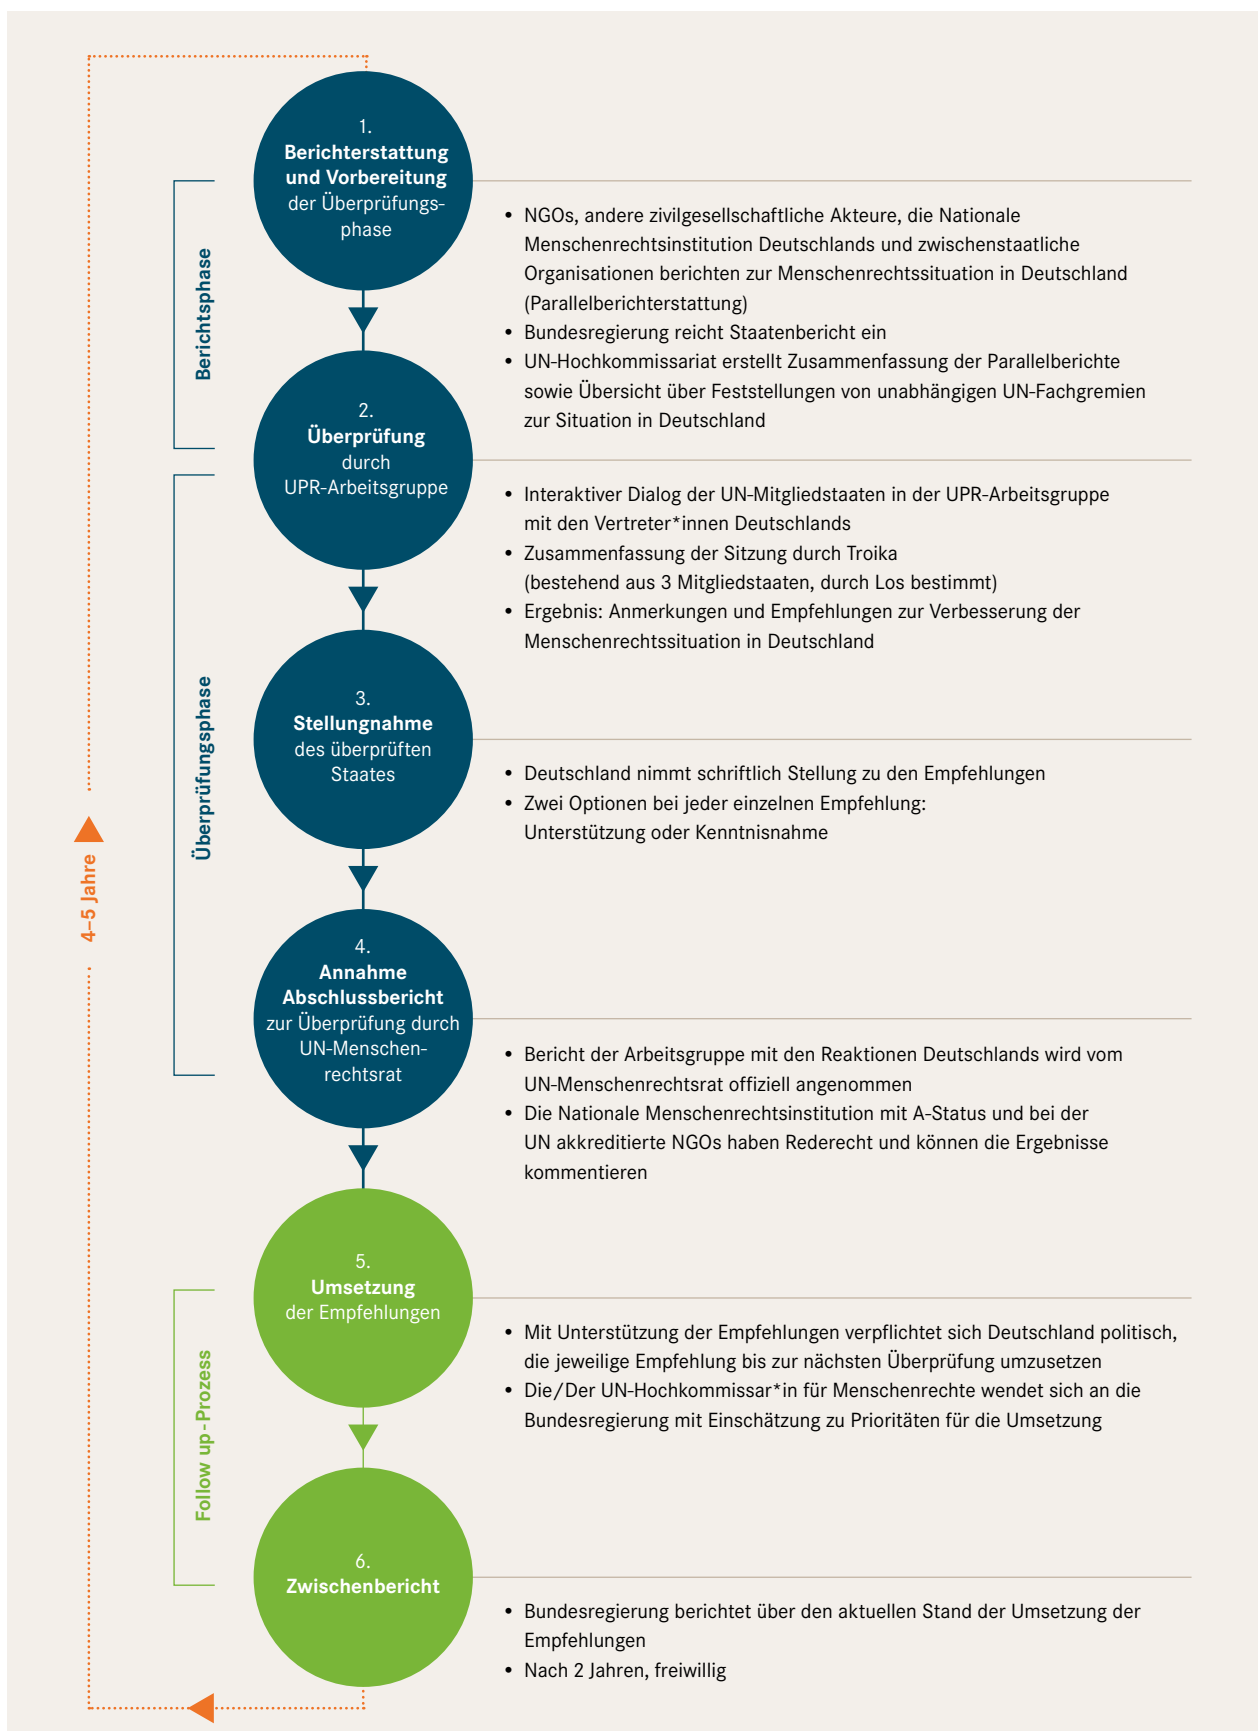 1.
Berichterstattung
und Vorbereitung
der Überprüfungs-
phase
• NGOs, andere zivilgesellschaftliche Akteure, die Nationale
Menschenrechtsinstitution Deutschlands und zwischenstaatliche
Organisationen berichten zur Menschenrechtssituation in Deutschland
(Parallelberichterstattung)
• Bundesregierung reicht Staatenbericht ein
• UN-Hochkommissariat erstellt Zusammenfassung der Parallelberichte
sowie Übersicht über Feststellungen von unabhängigen UN-Fachgremien
zur Situation in Deutschland
Berichtsphase
2.
Überprüfung
durch
UPR-Arbeitsgruppe
• Interaktiver Dialog der UN-Mitgliedstaaten in der UPR-Arbeitsgruppe
mit den Vertreter*innen Deutschlands
• Zusammenfassung der Sitzung durch Troika
(bestehend aus 3 Mitgliedstaaten, durch Los bestimmt)
• Ergebnis: Anmerkungen und Empfehlungen zur Verbesserung der
Menschenrechtssituation in Deutschland
Überprüfungsphase
3.
Stellungnahme
des überprüften
Staates
• Deutschland nimmt schriftlich Stellung zu den Empfehlungen
• Zwei Optionen bei jeder einzelnen Empfehlung:
Unterstützung oder Kenntnisnahme
4–5 Jahre
4.
Annahme
Abschlussbericht
zur Überprüfung durch
UN-Menschen-
rechtsrat
• Bericht der Arbeitsgruppe mit den Reaktionen Deutschlands wird vom
UN-Menschenrechtsrat offiziell angenommen
• Die Nationale Menschenrechtsinstitution mit A-Status und bei der
UN akkreditierte NGOs haben Rederecht und können die Ergebnisse
kommentieren
5.
Umsetzung
der Empfehlungen
• Mit Unterstützung der Empfehlungen verpflichtet sich Deutschland politisch,
die jeweilige Empfehlung bis zur nächsten Überprüfung umzusetzen
• Die/Der UN-Hochkommissar*in für Menschenrechte wendet sich an die
Bundesregierung mit Einschätzung zu Prioritäten für die Umsetzung
Follow up-Prozess
6.
Zwischenbericht
• Bundesregierung berichtet über den aktuellen Stand der Umsetzung der
Empfehlungen
• Nach 2 Jahren, freiwillig